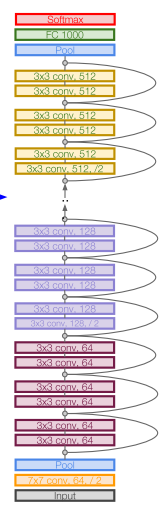 Softmax
FC 1000
Pool
3x3 conv, 512
3x3 conv, 512
3x3 conv, 512
3x3 conv, 512
3x3 conv, 512
3x3 conv, 512, /2
..
.
3x3 conv, 128
3x3 conv, 128
3x3 conv, 128
3x3 conv, 128
3x3 conv, 128
3x3 conv, 128, / 2
3x3 conv, 64
3x3 conv, 64
3x3 conv, 64
3x3 conv, 64
3x3 conv, 64
3x3 conv, 64
Pool
7x7 conv, 64, / 2
Input